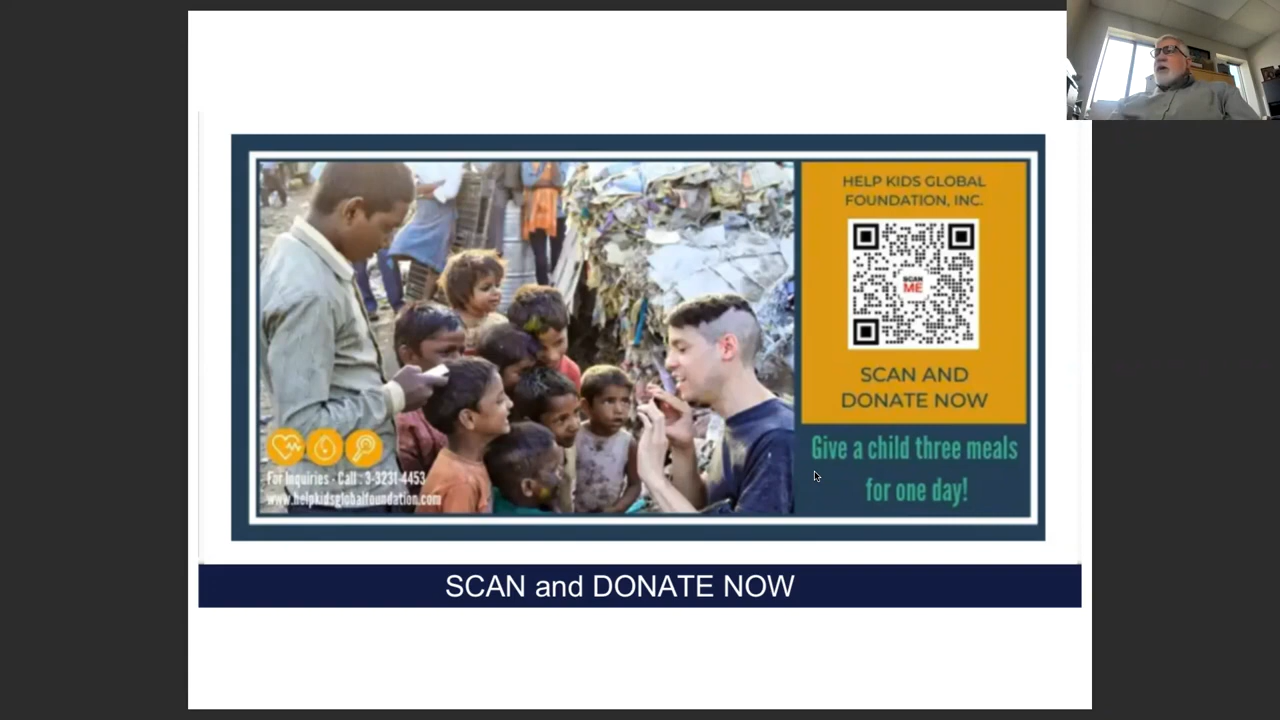 HELP KIDS GLOBAL
FOUNDATION, INC.
SCAN
ME
SCAN AND
DONATE NOW
Give a child three meals
for one day!
For Inquiries - Call : 3-3231-4453
www.helpkidsglobalfoundation.com
SCAN and DONATE NOW